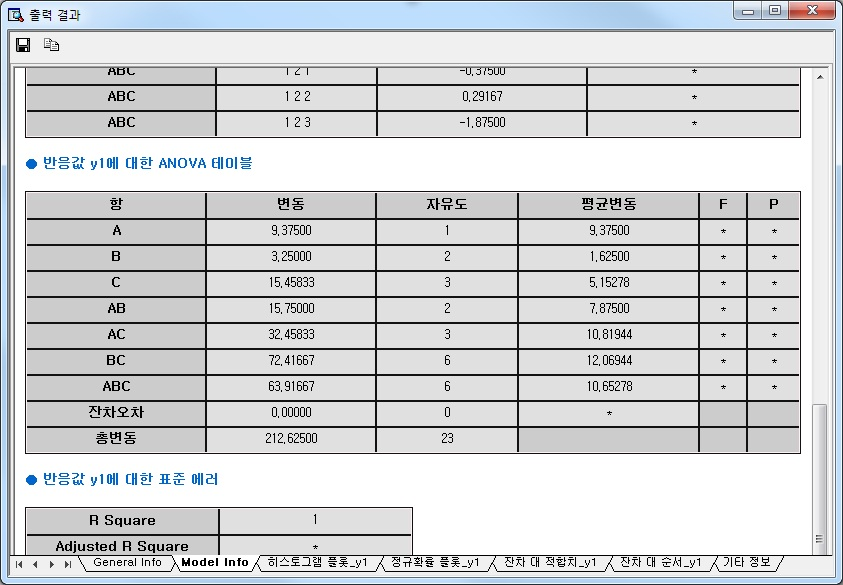 출력 결과
ABC 1 2 1 -0,37500 *
ABC 1 2 2 0,29167 *
ABC 1 2 3 -1,87500 *
● 반응값 y1에 대한 ANOVA 테이블
항 변동 자유도 평균변동 F P
A 9,37500 1 9,37500 * *
B 3,25000 2 1,62500 * *
C 15,45833 3 5,15278 * *
AB 15,75000 2 7,87500 * *
AC 32,45833 3 10,81944 * *
BC 72,41667 6 12,06944 * *
ABC 63,91667 6 10,65278 * *
잔차오차 0,00000 0 *
총변동 212,62500 23
● 반응값 y1에 대한 표준 에러
R Square 1
Adjusted R Square *
General Info Model Info 히스토그램 플롯_y1 정규확률 플롯_y1 잔차 대 적합치_y1 잔차 대 순서_y1 기타 정보